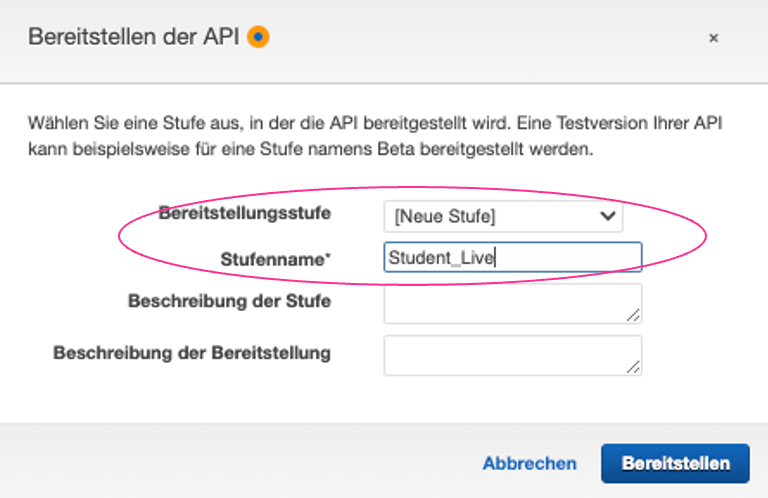 Bereitstellen der API
×
Wählen Sie eine Stufe aus, in der die API bereitgestellt wird. Eine Testversion Ihrer API
kann beispielsweise für eine Stufe namens Beta bereitgestellt werden.
Bereitstellungsstufe [Neue Stufe]
Stufenname* Student_Live
Beschreibung der Stufe
Beschreibung der Bereitstellung
Abbrechen Bereitstellen